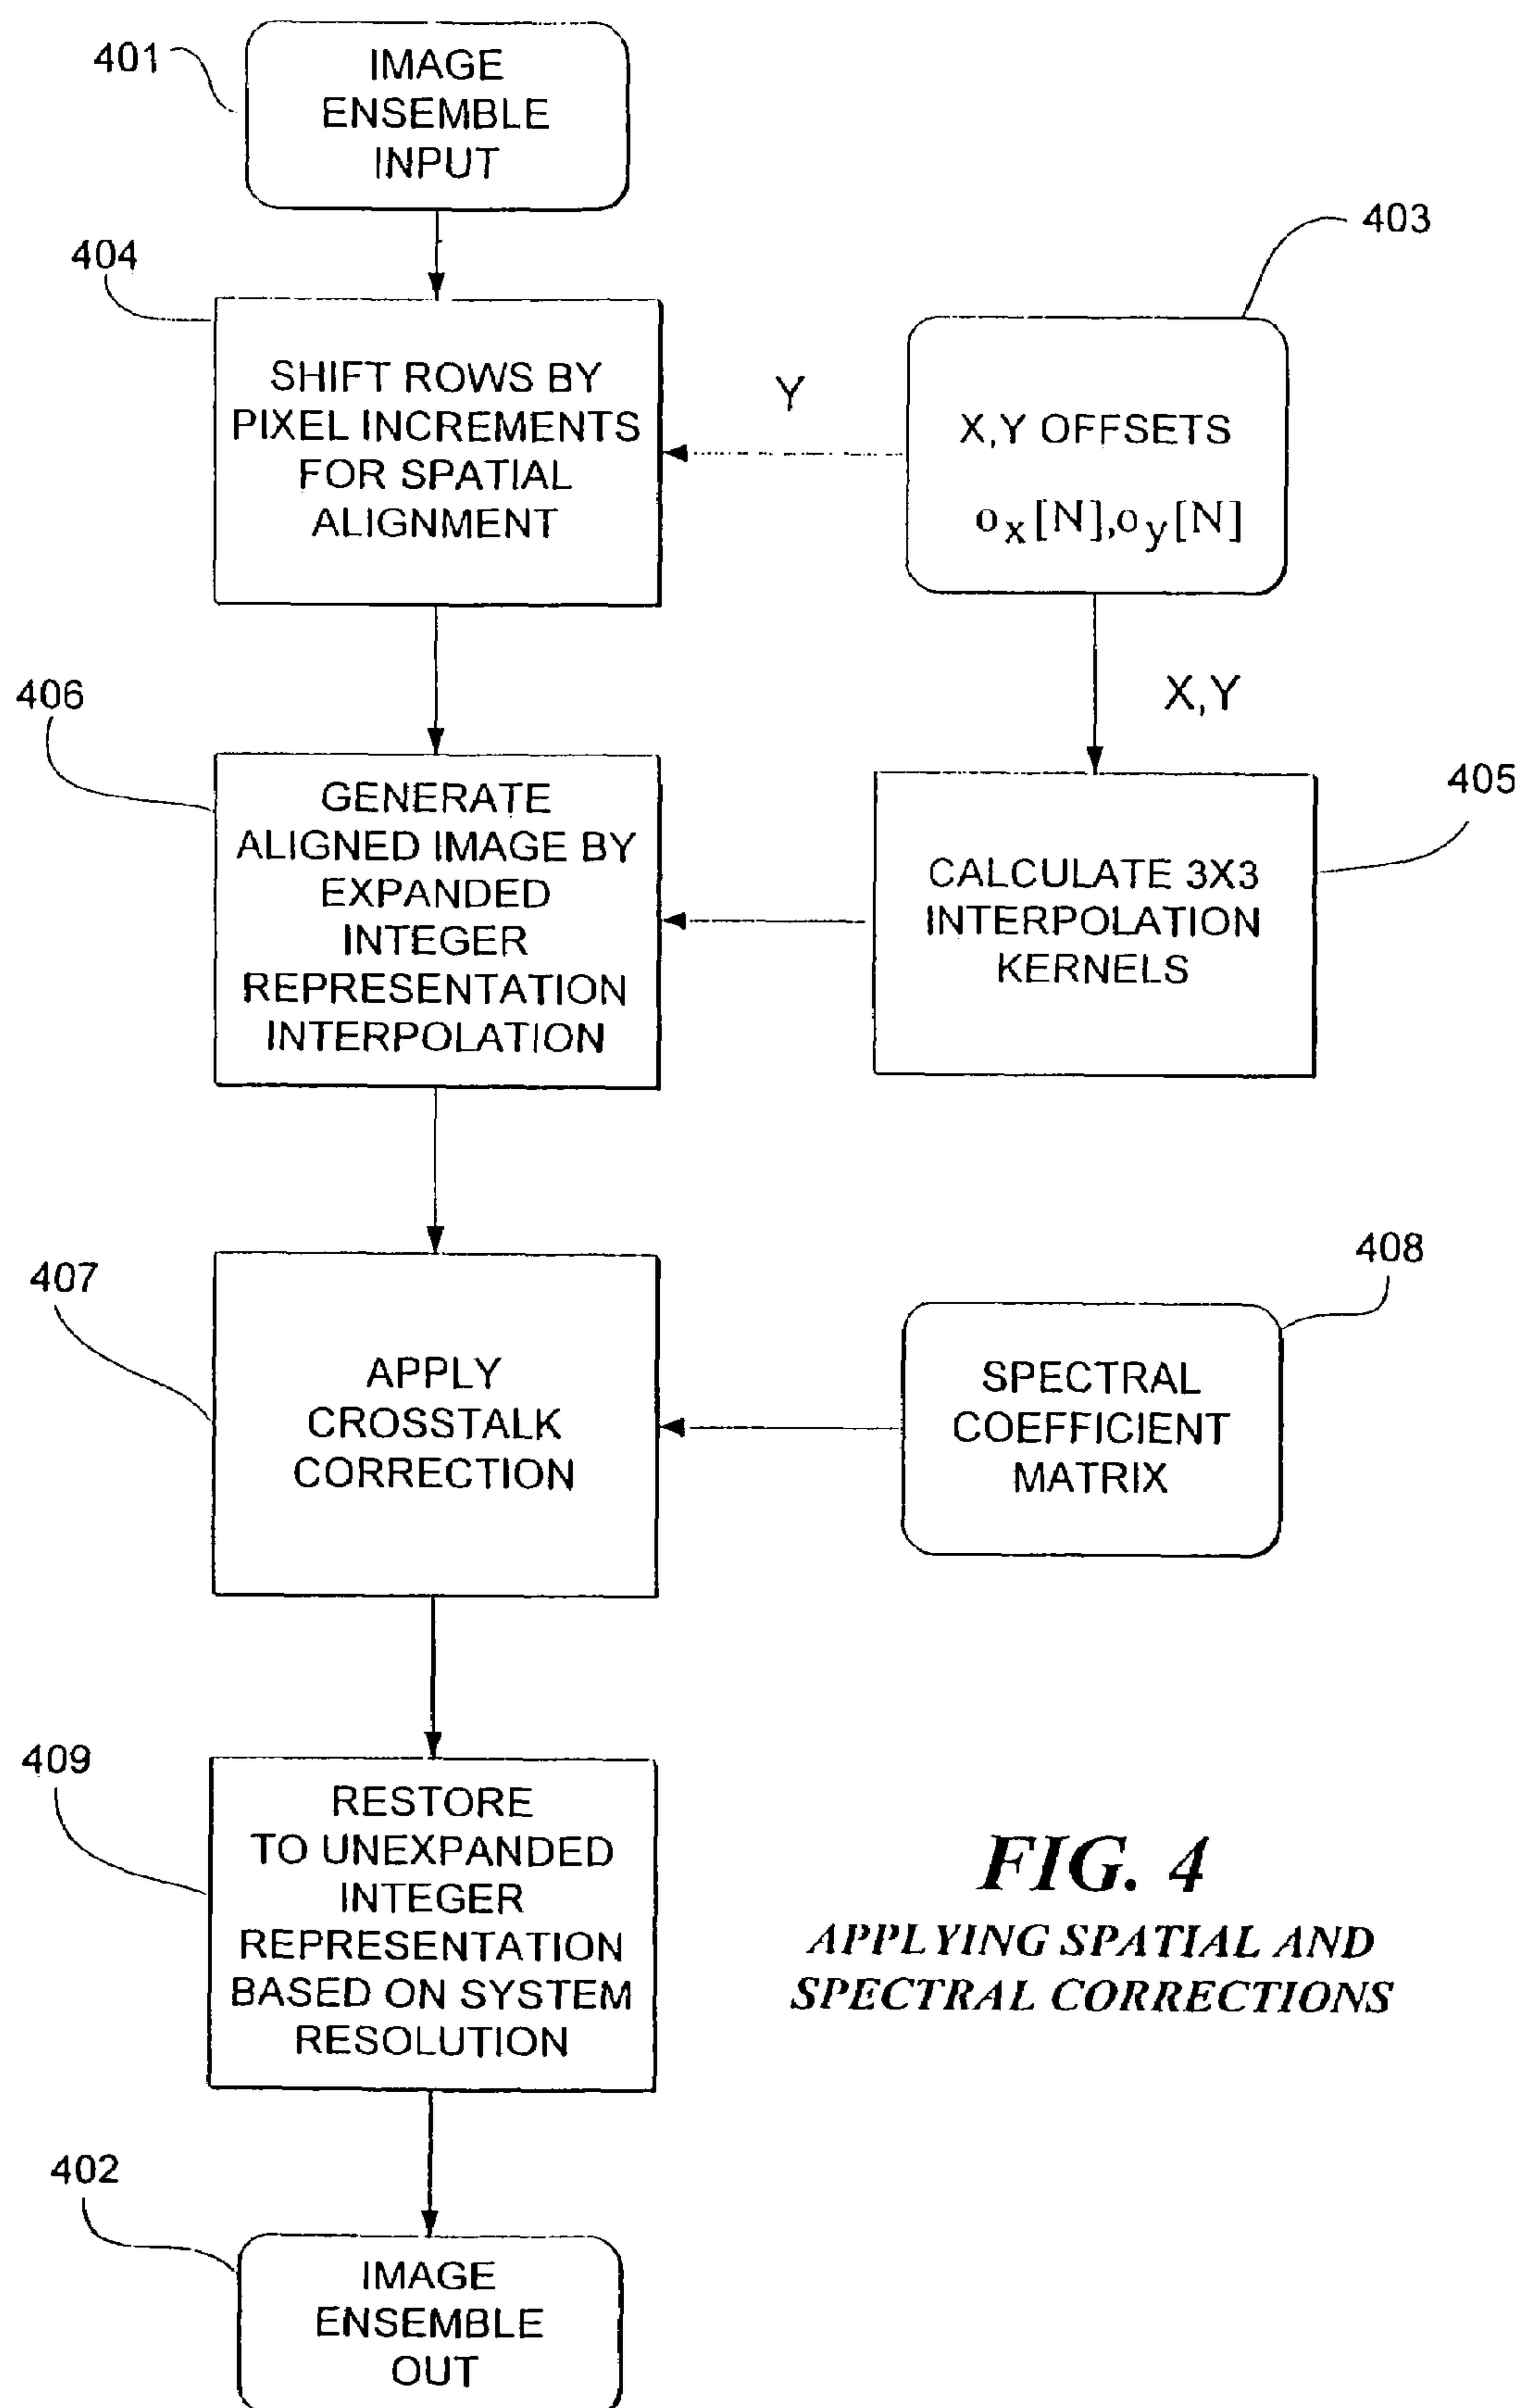 401
IMAGE
ENSEMBLE
INPUT
403
404
SHIFT ROWS BY
PIXEL INCREMENTS
FOR SPATIAL
ALIGNMENT
Y
X,Y OFFSETS
ox[N],oy[N]
X,Y
406
GENERATE
ALIGNED IMAGE BY
EXPANDED
INTEGER
REPRESENTATION
INTERPOLATION
405
CALCULATE 3X3
INTERPOLATION
KERNELS
407
APPLY
CROSSTALK
CORRECTION
408
SPECTRAL
COEFFICIENT
MATRIX
409
RESTORE
TO UNEXPANDED
INTEGER
REPRESENTATION
BASED ON SYSTEM
RESOLUTION
FIG. 4
APPLYING SPATIAL AND
SPECTRAL CORRECTIONS
402
IMAGE
ENSEMBLE
OUT